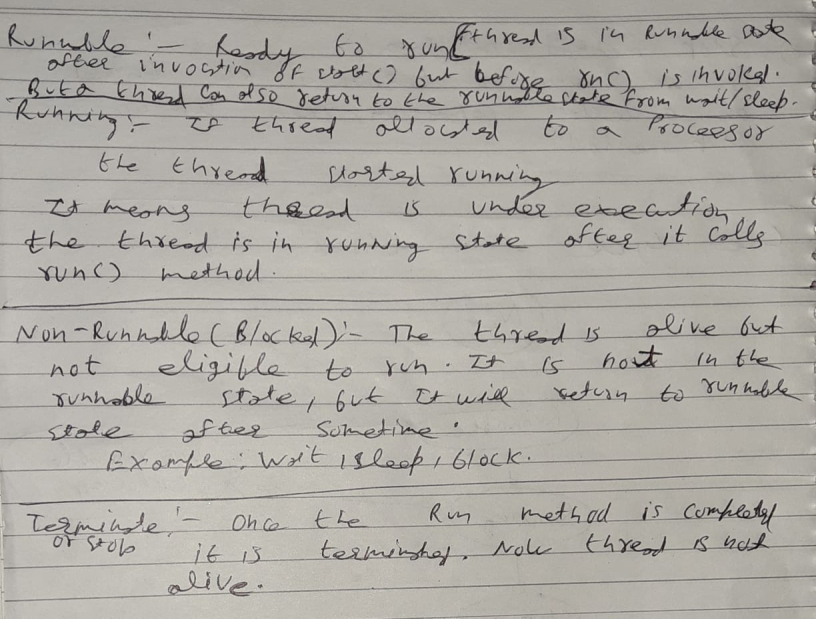 Runnable :- Ready to run [thread is in Runnable state
after invocation of start() but before run() is invoked.
But a thread can also return to the runnable state from wait/sleep.
Running :- If thread allocated to a Processor
the thread started running
It means thread is under execution
the thread is in running state after it calls
run() method.
Non-Runnable (Blocked) :- The thread is alive but
not eligible to run. It is not in the
runnable state, but It will return to runnable
state after sometime.
Example: Wait, sleep, block.
Terminate :- Once the Run method is completed
or stop it is terminated. Now thread is not
alive.